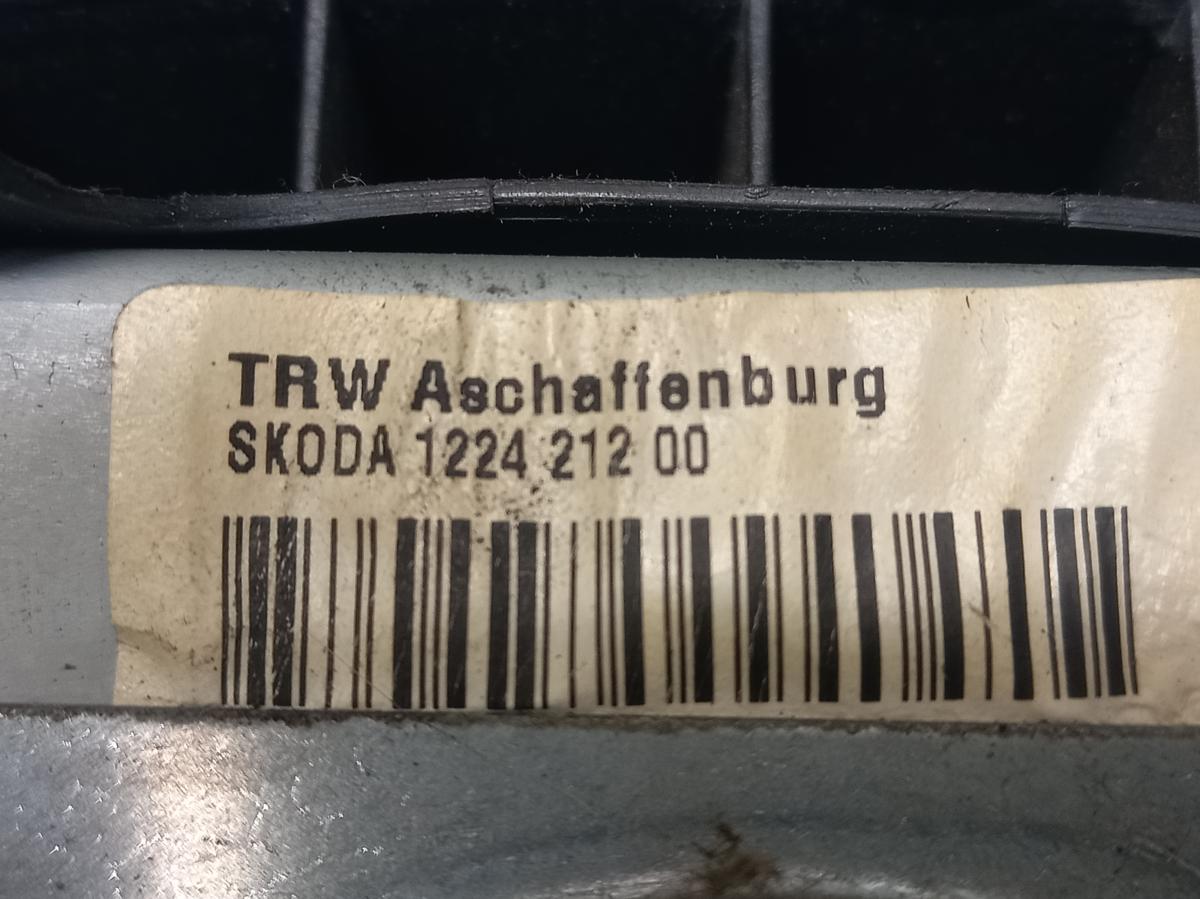 TRW Aschaffenburg
SKODA 1224 212 00